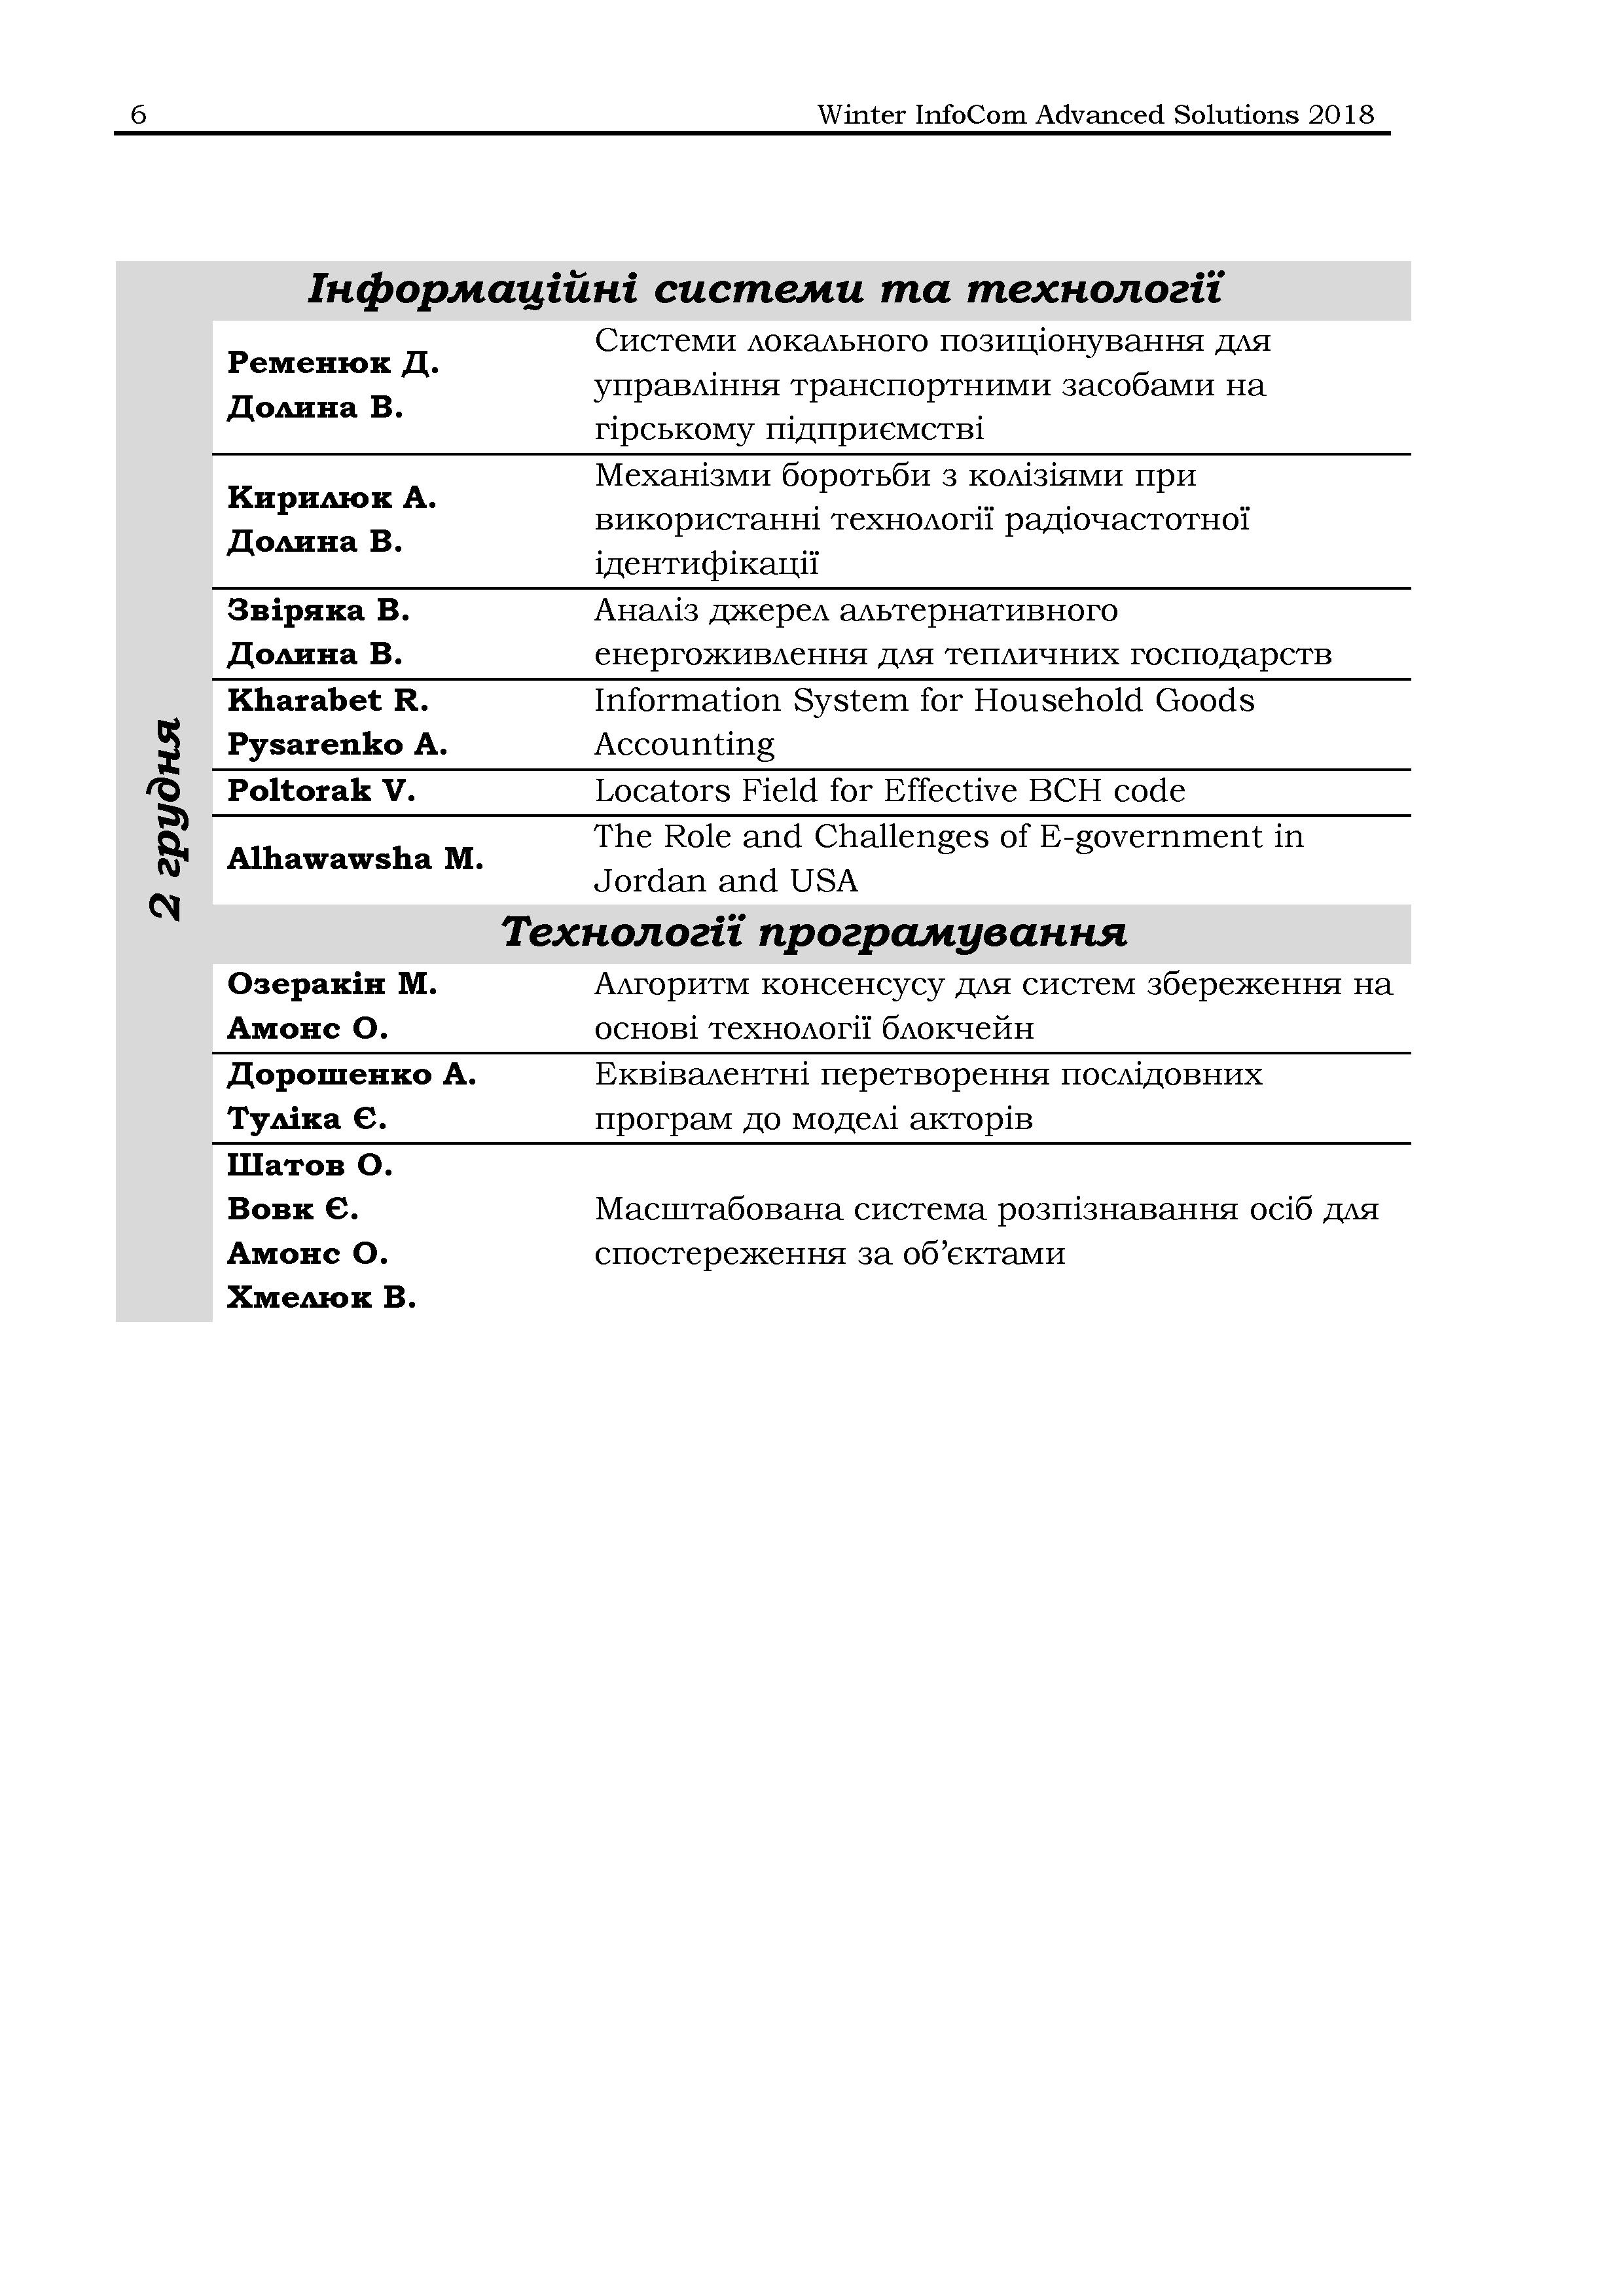 6 Winter InfoCom Advanced Solutions 2018
2 грудня
Інформаційні системи та технології
Ременюк Д.
Долина В.
Системи локального позиціонування для
управління транспортними засобами на
гірському підприємстві
Кирилюк А.
Долина В.
Механізми боротьби з колізіями при
використанні технології радіочастотної
ідентифікації
Звіряка В.
Долина В.
Аналіз джерел альтернативного
енергоживлення для тепличних господарств
Kharabet R.
Pysarenko A.
Information System for Household Goods
Accounting
Poltorak V.
Locators Field for Effective BCH code
Alhawawsha M.
The Role and Challenges of E-government in
Jordan and USA
Технології програмування
Озеракін М.
Амонс О.
Алгоритм консенсусу для систем збереження на
основі технології блокчейн
Дорошенко А.
Туліка Є.
Еквівалентні перетворення послідовних
програм до моделі акторів
Шатов О.
Вовк Є.
Амонс О.
Хмелюк В.
Масштабована система розпізнавання осіб для
спостереження за об’єктами